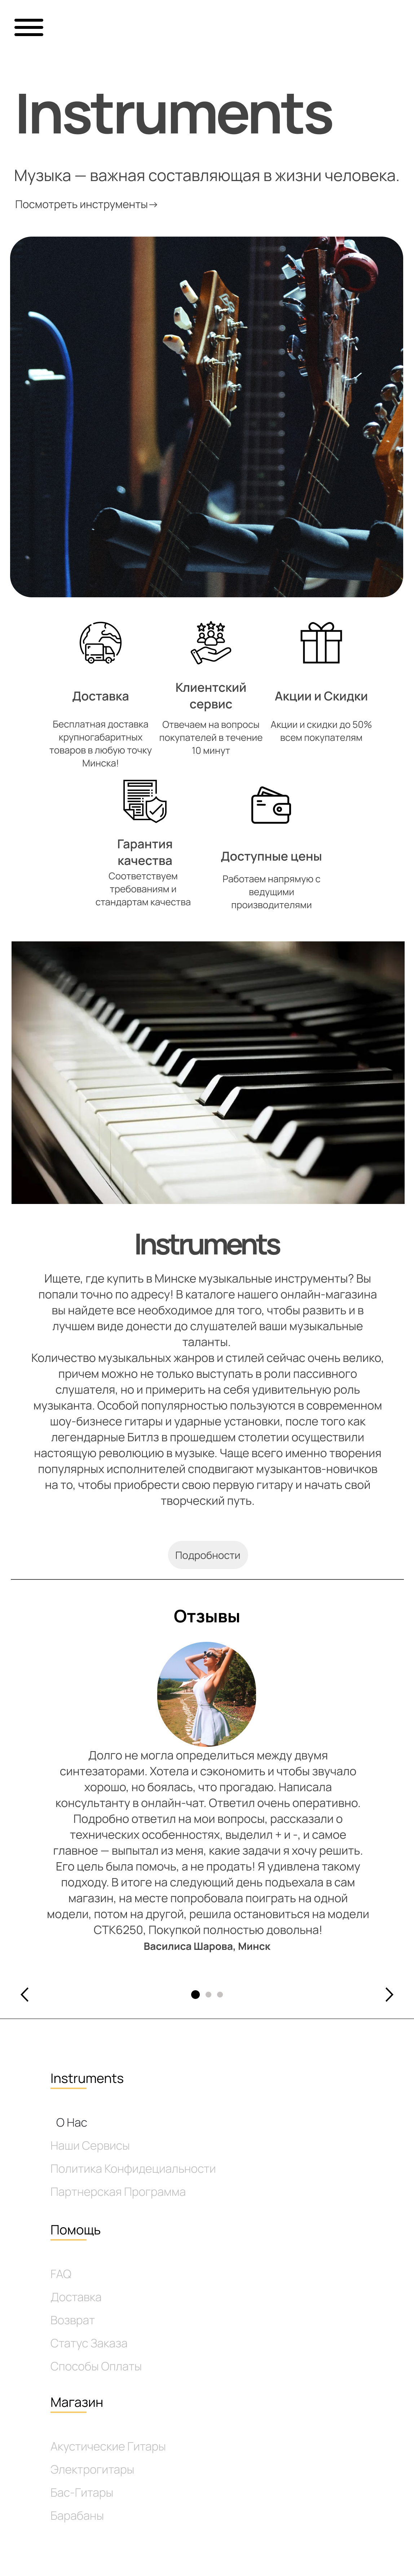 Instruments
Музыка — важная составляющая в жизни человека.
Посмотреть инструменты→
Доставка
Бесплатная доставка
крупногабаритных
товаров в любую точку
Минска!
Клиентский
сервис
Отвечаем на вопросы
покупателей в течение
10 минут
Акции и Скидки
Акции и скидки до 50%
всем покупателям
Гарантия
качества
Соответствуем
требованиям и
стандартам качества
Доступные цены
Работаем напрямую с
ведущими
производителями
Instruments
Ищете, где купить в Минске музыкальные инструменты? Вы
попали точно по адресу! В каталоге нашего онлайн-магазина
вы найдете все необходимое для того, чтобы развить и в
лучшем виде донести до слушателей ваши музыкальные
таланты.
Количество музыкальных жанров и стилей сейчас очень велико,
причем можно не только выступать в роли пассивного
слушателя, но и примерить на себя удивительную роль
музыканта. Особой популярностью пользуются в современном
шоу-бизнесе гитары и ударные установки, после того как
легендарные Битлз в прошедшем столетии осуществили
настоящую революцию в музыке. Чаще всего именно творения
популярных исполнителей сподвигают музыкантов-новичков
на то, чтобы приобрести свою первую гитару и начать свой
творческий путь.
Подробности
Отзывы
Долго не могла определиться между двумя
синтезаторами. Хотела и сэкономить и чтобы звучало
хорошо, но боялась, что прогадаю. Написала
консультанту в онлайн-чат. Ответил очень оперативно.
Подробно ответил на мои вопросы, рассказали о
технических особенностях, выделил + и -, и самое
главное — выпытал из меня, какие задачи я хочу решить.
Его цель была помочь, а не продать! Я удивлена такому
подходу. В итоге на следующий день подъехала в сам
магазин, на месте попробовала поиграть на одной
модели, потом на другой, решила остановиться на модели
СТК6250, Покупкой полностью довольна!
Василиса Шарова, Минск
Instruments
О Нас
Наши Сервисы
Политика Конфидециальности
Партнерская Программа
Помощь
FAQ
Доставка
Возврат
Статус Заказа
Способы Оплаты
Магазин
Акустические Гитары
Электрогитары
Бас-Гитары
Барабаны